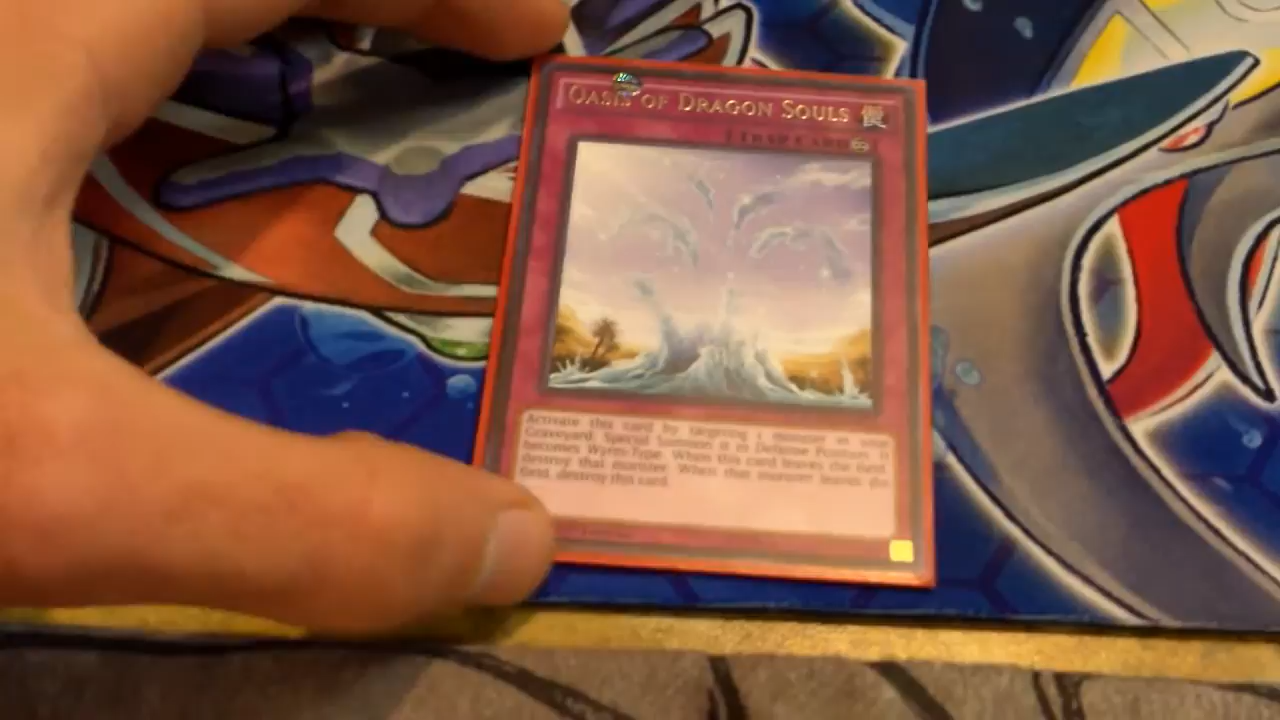 OASIS OF DRAGON SOULS 罠
[TRAP CARD
Activate this card by targeting 1 monster in your
Graveyard; Special Summon it in Defense Position. It
becomes Wyrm-Type. When this card leaves the field,
destroy that monster. When that monster leaves the
field, destroy this card.